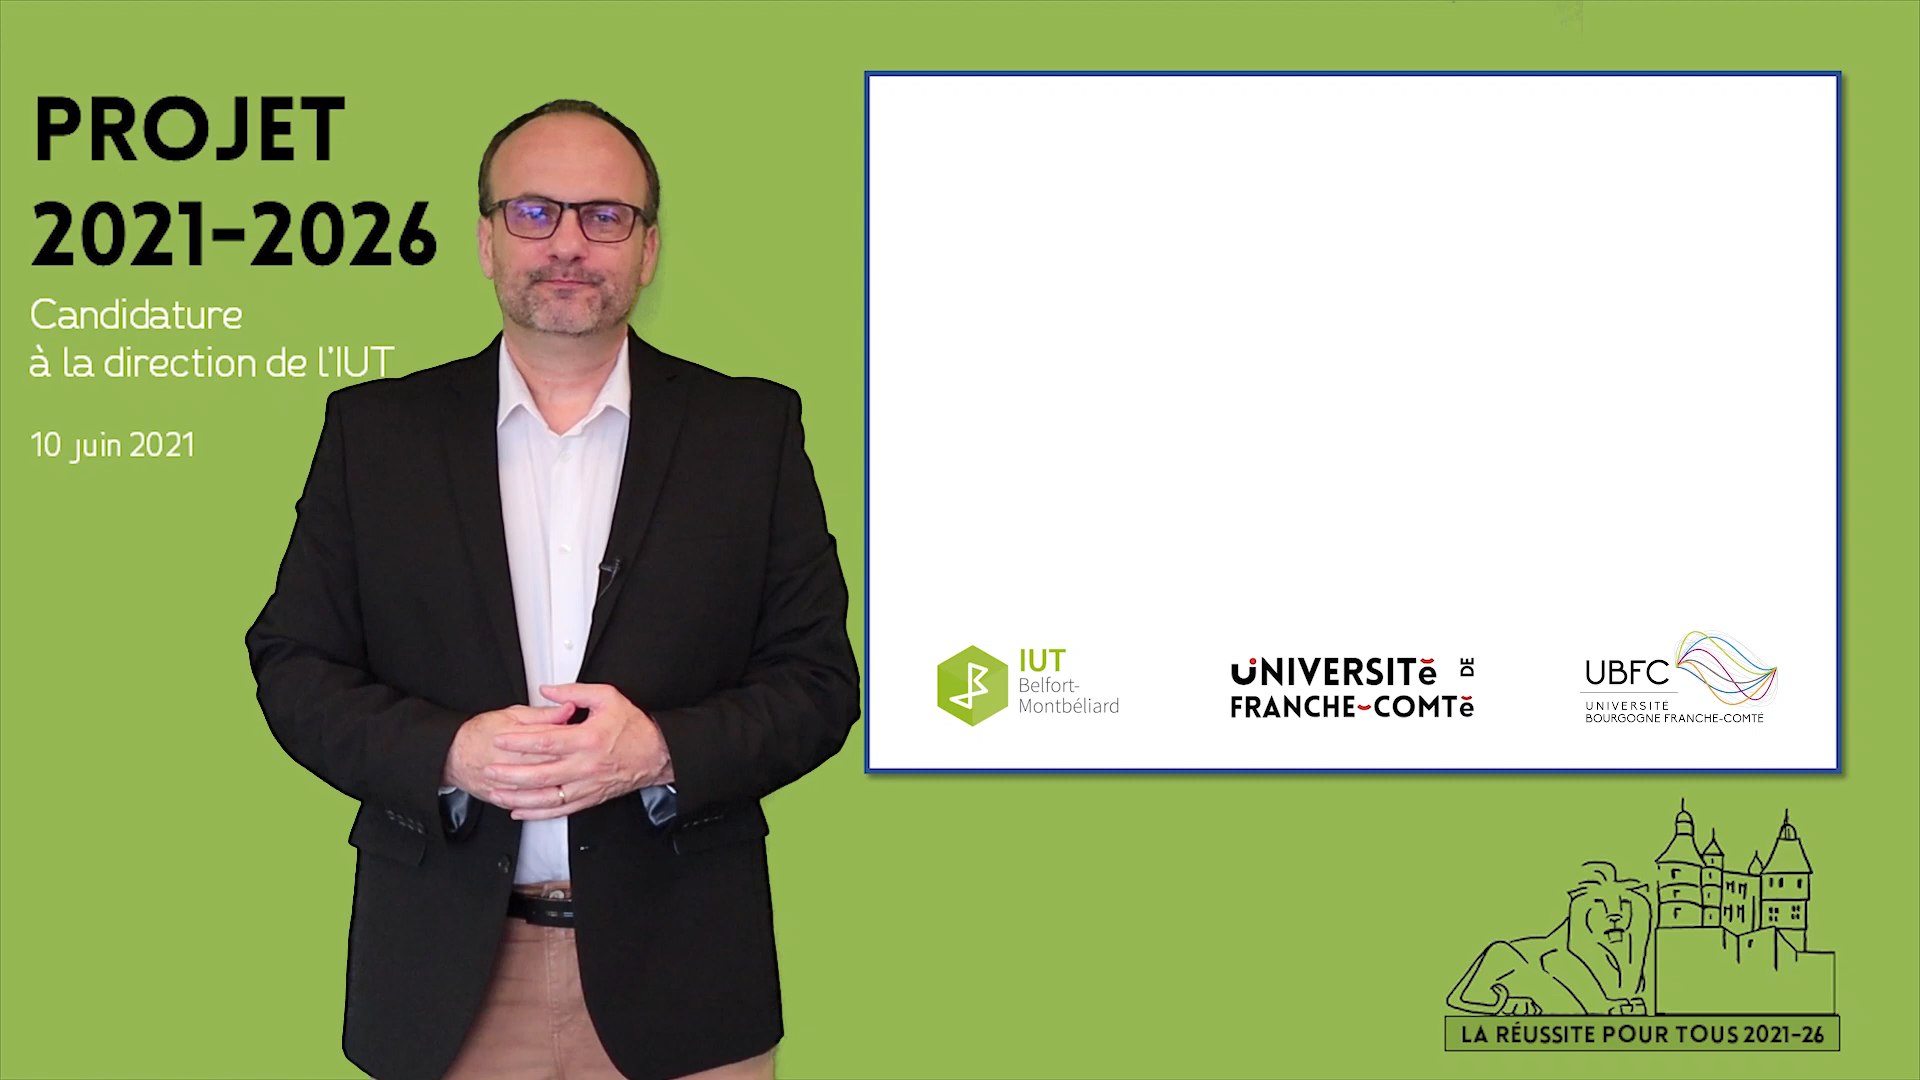 PROJET
2021-2026
Candidature
à la direction de l'IUT
10 juin 2021
IUT
Belfort-
Montbéliard
UNIVERSITé DE
FRANCHE-COMTé
UBFC
UNIVERSITÉ
BOURGOGNE FRANCHE-COMTÉ
LA RÉUSSITE POUR TOUS 2021-26